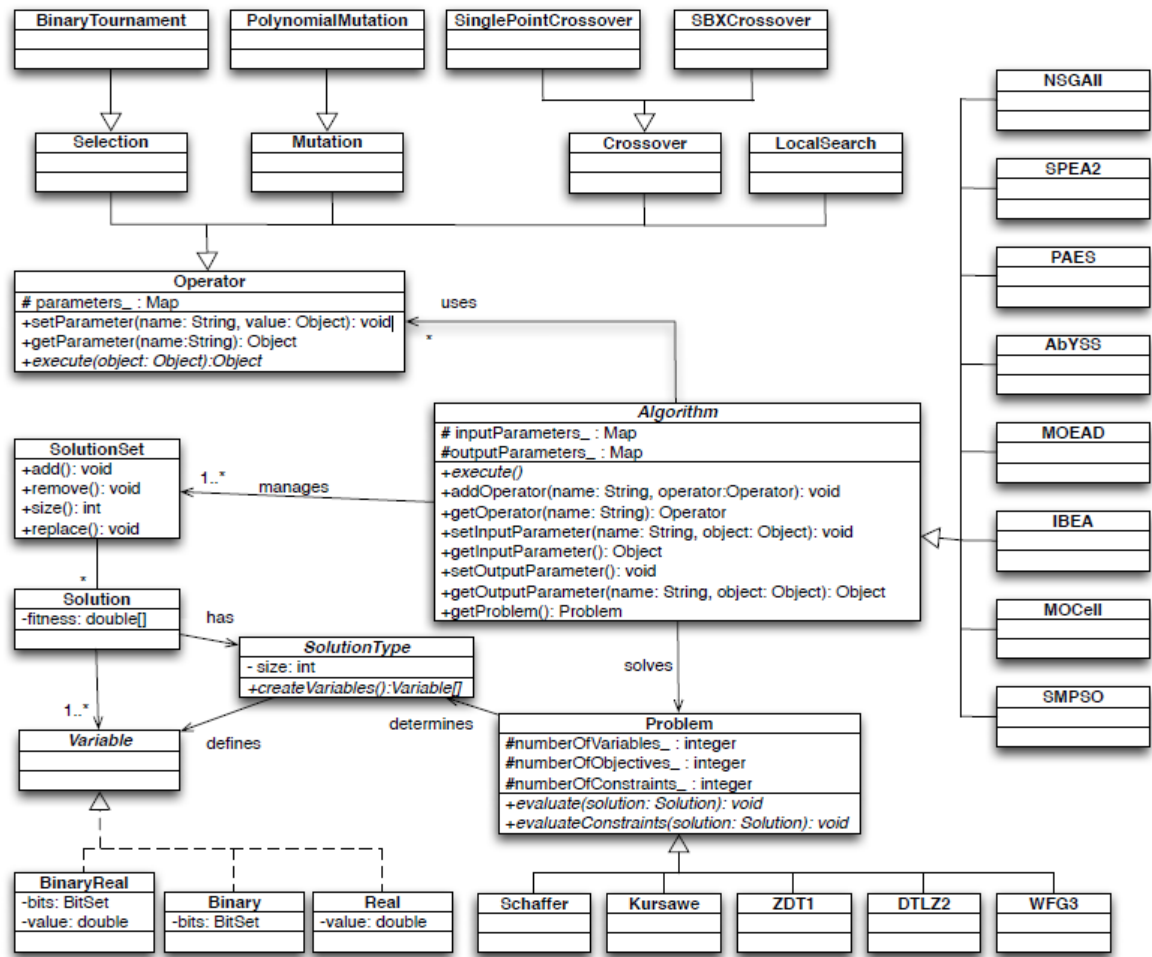 BinaryTournament
PolynomialMutation
SinglePointCrossover
SBXCrossover
NSGAII
Selection
Mutation
Crossover
LocalSearch
SPEA2
PAES
Operator
# parameters_ : Map
+setParameter(name: String, value: Object): void
+getParameter(name:String): Object
+execute(object: Object):Object
uses
*
AbYSS
Algorithm
# inputParameters_ : Map
#outputParameters_ : Map
+execute()
+addOperator(name: String, operator:Operator): void
+getOperator(name: String): Operator
+setInputParameter(name: String, object: Object): void
+getInputParameter(): Object
+setOutputParameter(): void
+getOutputParameter(name: String, object: Object): Object
+getProblem(): Problem
MOEAD
SolutionSet
+add(): void
+remove(): void
+size(): int
+replace(): void
1..*
manages
IBEA
*
Solution
-fitness: double[]
has
MOCell
SolutionType
- size: int
+createVariables():Variable[]
solves
SMPSO
1..*
Variable
defines
determines
Problem
#numberOfVariables_ : integer
#numberOfObjectives_ : integer
#numberOfConstraints_ : integer
+evaluate(solution: Solution): void
+evaluateConstraints(solution: Solution): void
BinaryReal
-bits: BitSet
-value: double
Binary
-bits: BitSet
Real
-value: double
Schaffer
Kursawe
ZDT1
DTLZ2
WFG3